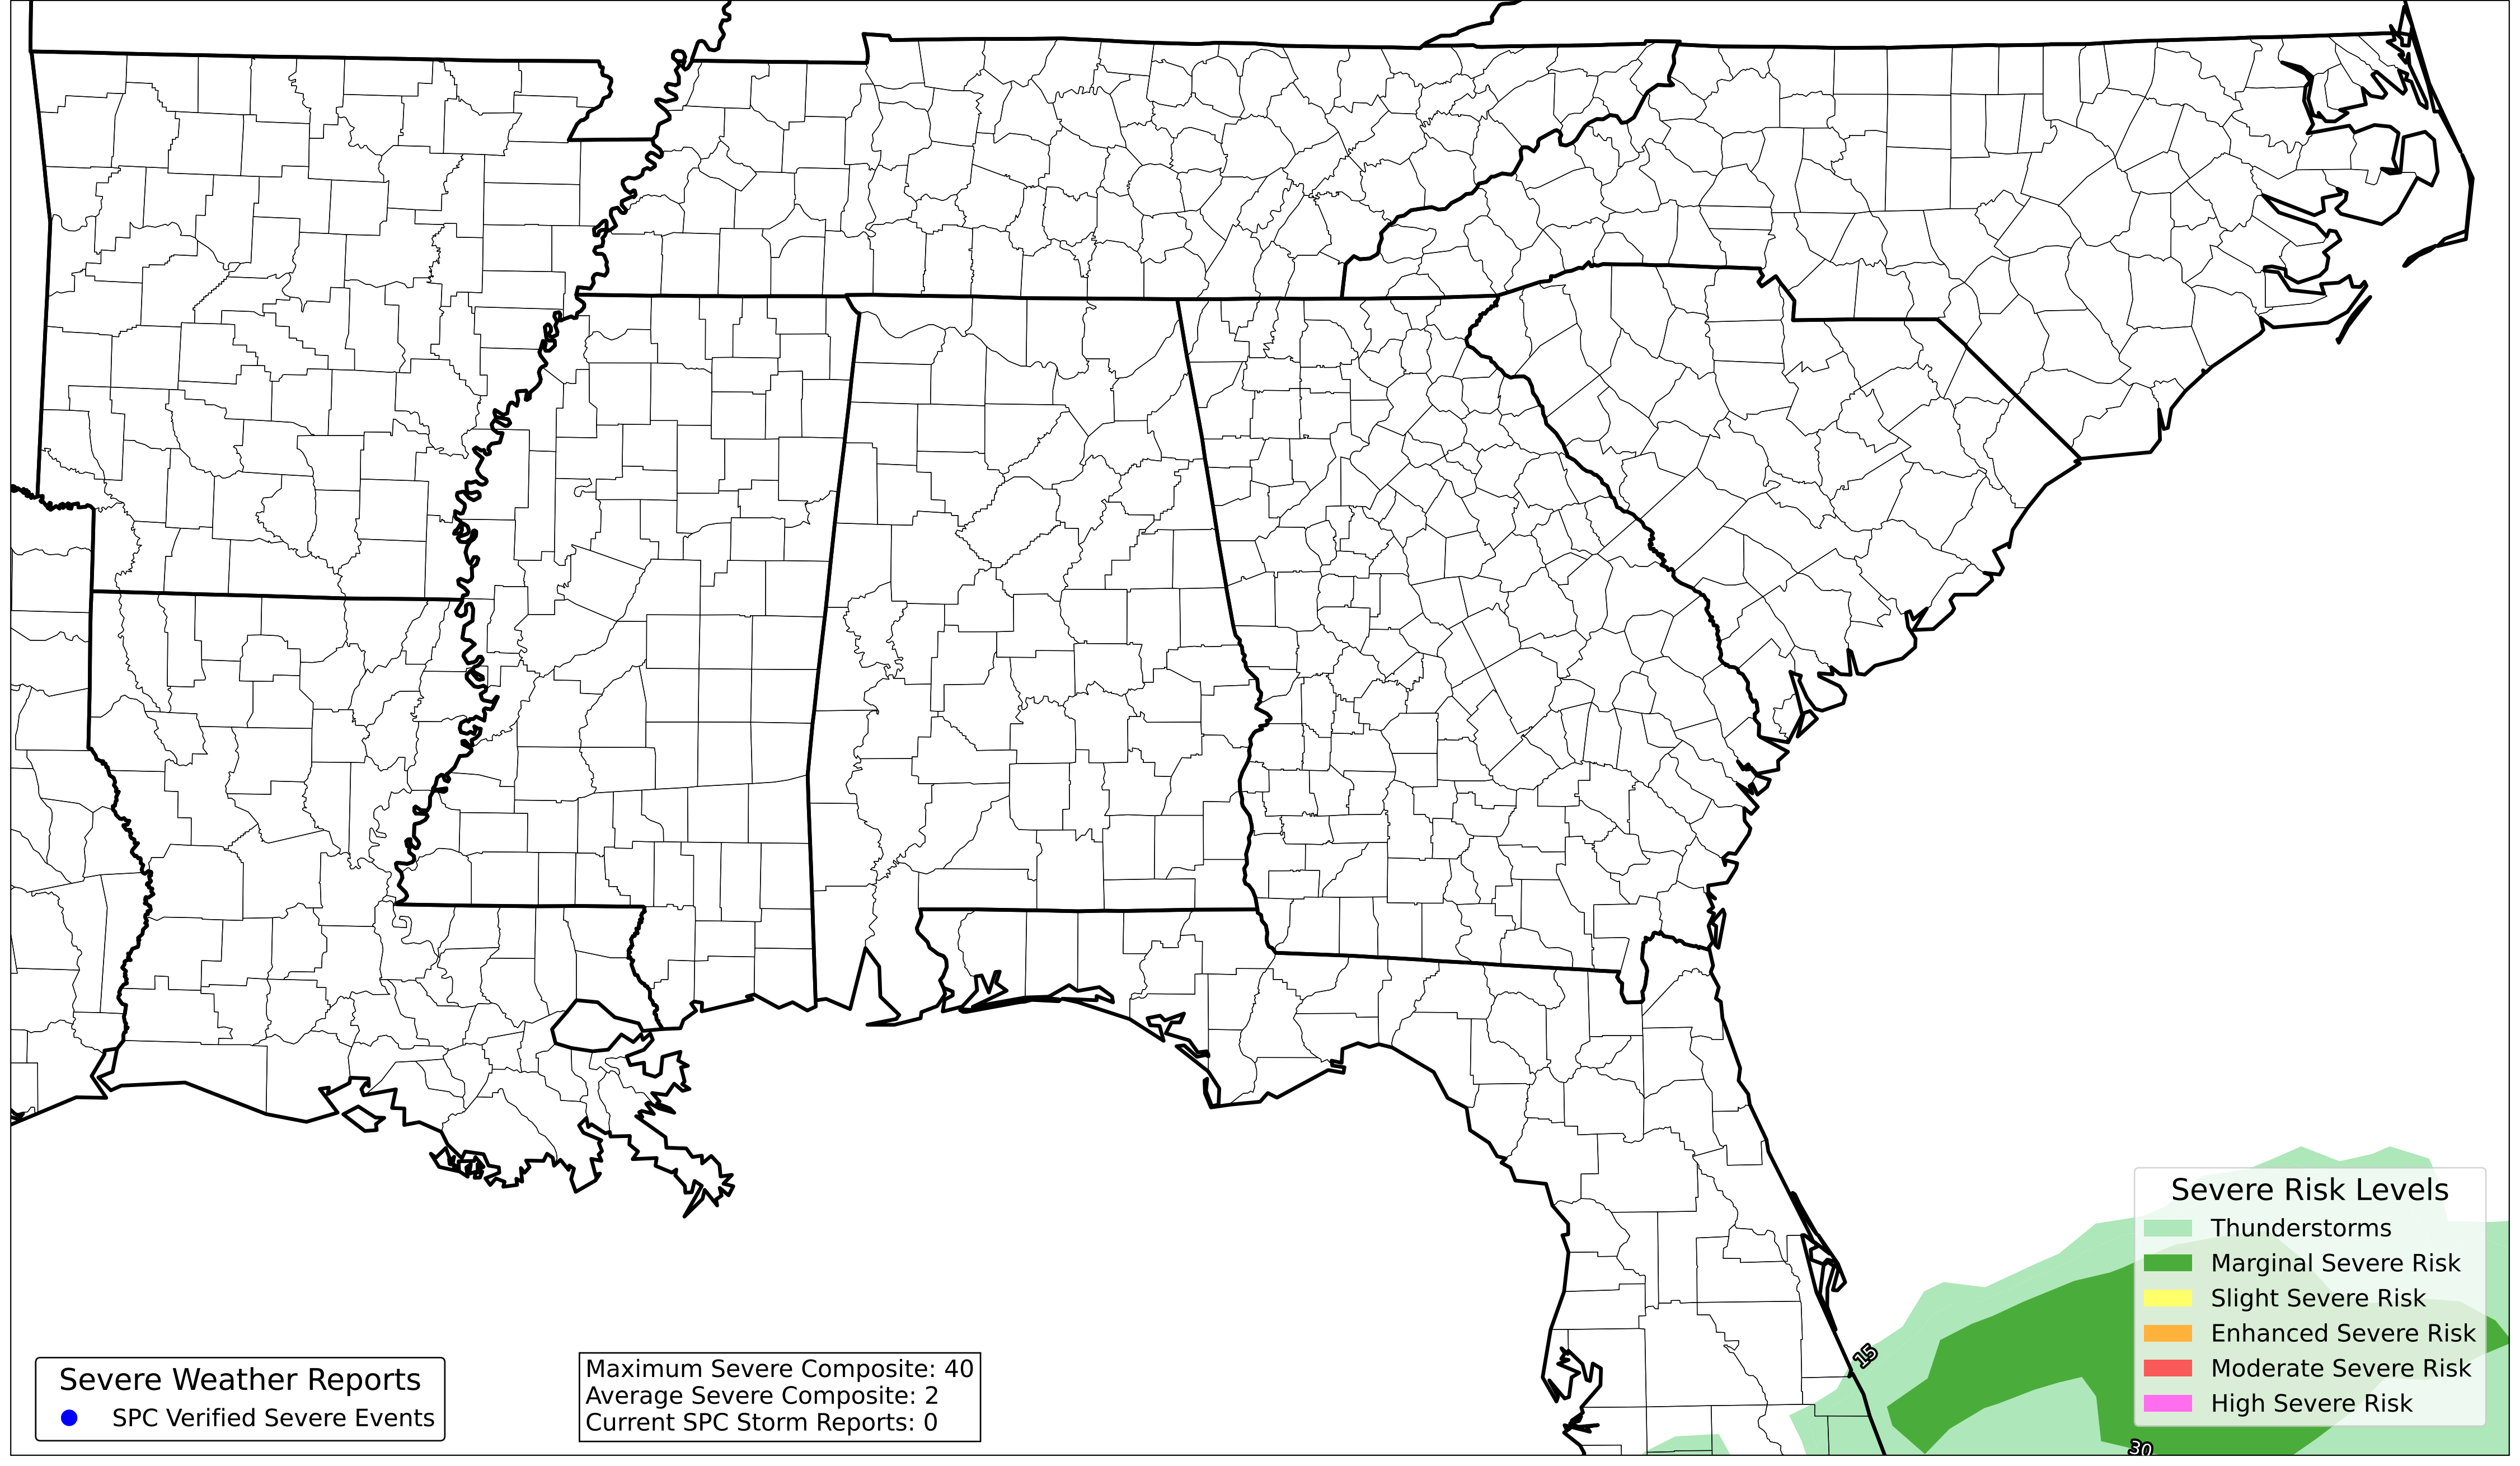 Severe Risk Levels
Thunderstorms
Marginal Severe Risk
Slight Severe Risk
Enhanced Severe Risk
Moderate Severe Risk
High Severe Risk
15
30
Severe Weather Reports
SPC Verified Severe Events
Maximum Severe Composite: 40
Average Severe Composite: 2
Current SPC Storm Reports: 0